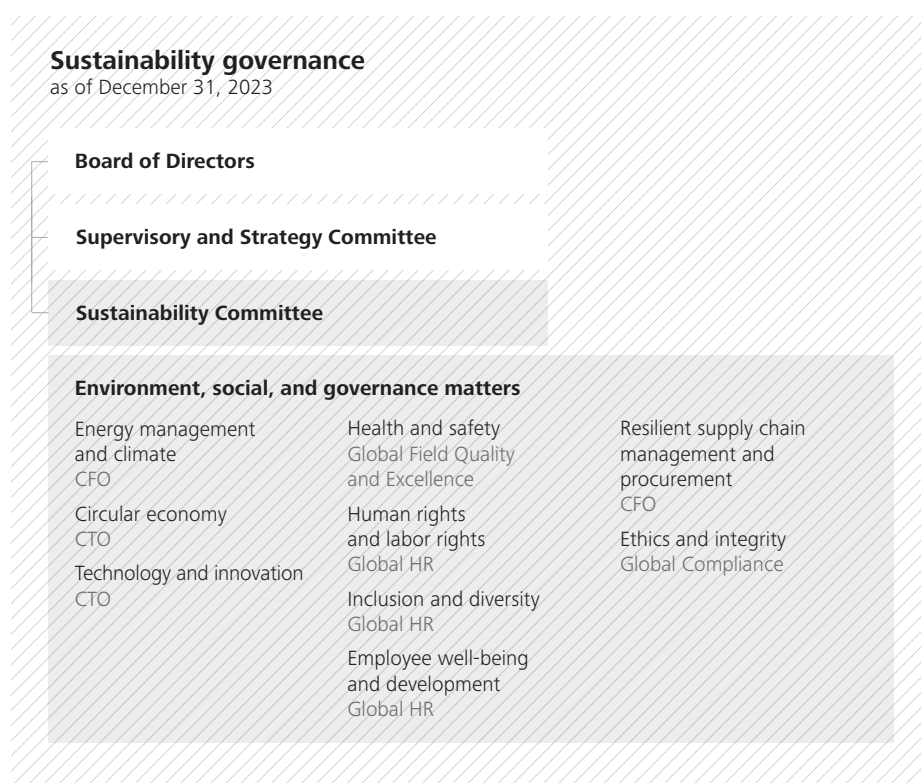 Sustainability governance
as of December 31, 2023
Board of Directors
Supervisory and Strategy Committee
Sustainability Committee
Environment, social, and governance matters
Energy management
and climate
CFO
Circular economy
CTO
Technology and innovation
CTO
Health and safety
Global Field Quality
and Excellence
Human rights
and labor rights
Global HR
Inclusion and diversity
Global HR
Employee well-being
and development
Global HR
Resilient supply chain
management and
procurement
CFO
Ethics and integrity
Global Compliance